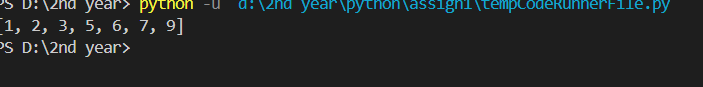 PS D:\2nd year> python -u "d:\2nd year\python\assign1\tempCodeRunnerFile.py"
[1, 2, 3, 5, 6, 7, 9]
PS D:\2nd year>